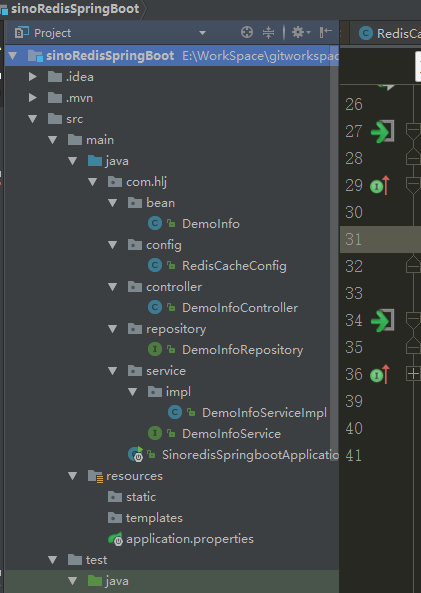 sinoRedisSpringBoot
Project
RedisCa
sinoRedisSpringBoot E:\WorkSpace\gitworkspac
.idea
.mvn
src
main
java
com.hlj
bean
DemoInfo
config
RedisCacheConfig
controller
DemoInfoController
repository
DemoInfoRepository
service
impl
DemoInfoServiceImpl
DemoInfoService
SinoredisSpringbootApplicatio
resources
static
templates
application.properties
test
java
26
27
28
29
30
31
32
33
34
35
36
39
40
41